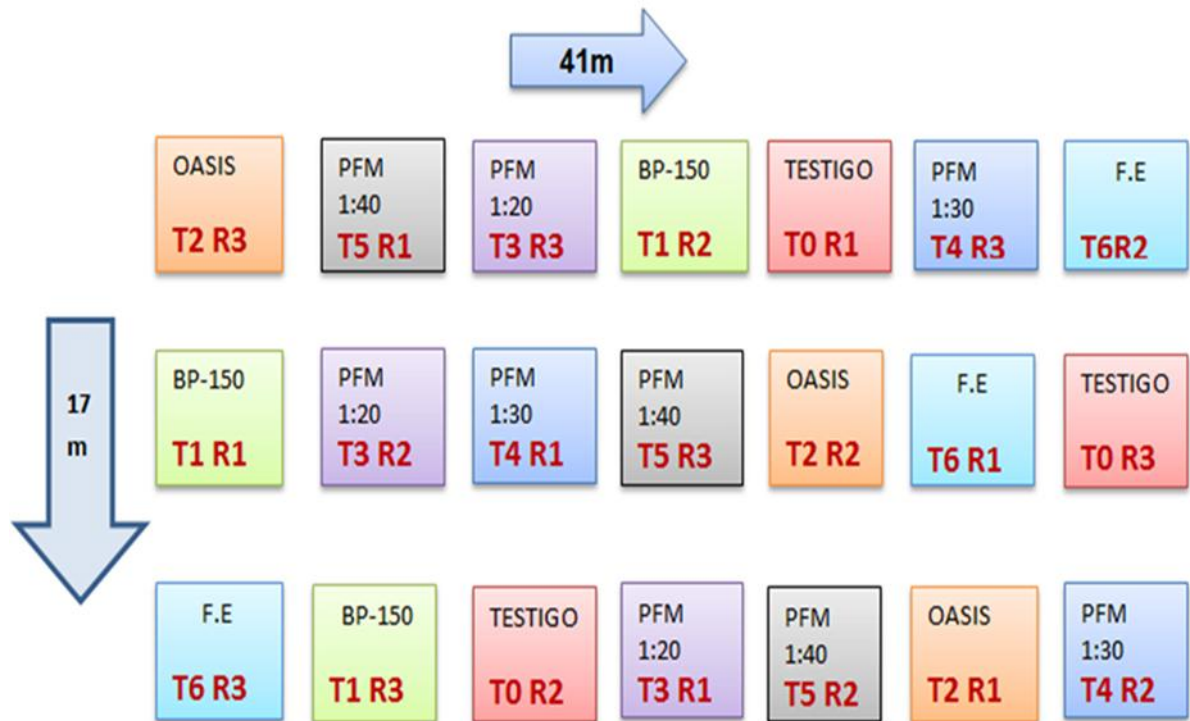 41m
OASIS
T2 R3
PFM
1:40
T5 R1
PFM
1:20
T3 R3
BP-150
T1 R2
TESTIGO
T0 R1
PFM
1:30
T4 R3
F.E
T6R2
17
m
BP-150
T1 R1
PFM
1:20
T3 R2
PFM
1:30
T4 R1
PFM
1:40
T5 R3
OASIS
T2 R2
F.E
T6 R1
TESTIGO
T0 R3
F.E
T6 R3
BP-150
T1 R3
TESTIGO
T0 R2
PFM
1:20
T3 R1
PFM
1:40
T5 R2
OASIS
T2 R1
PFM
1:30
T4 R2